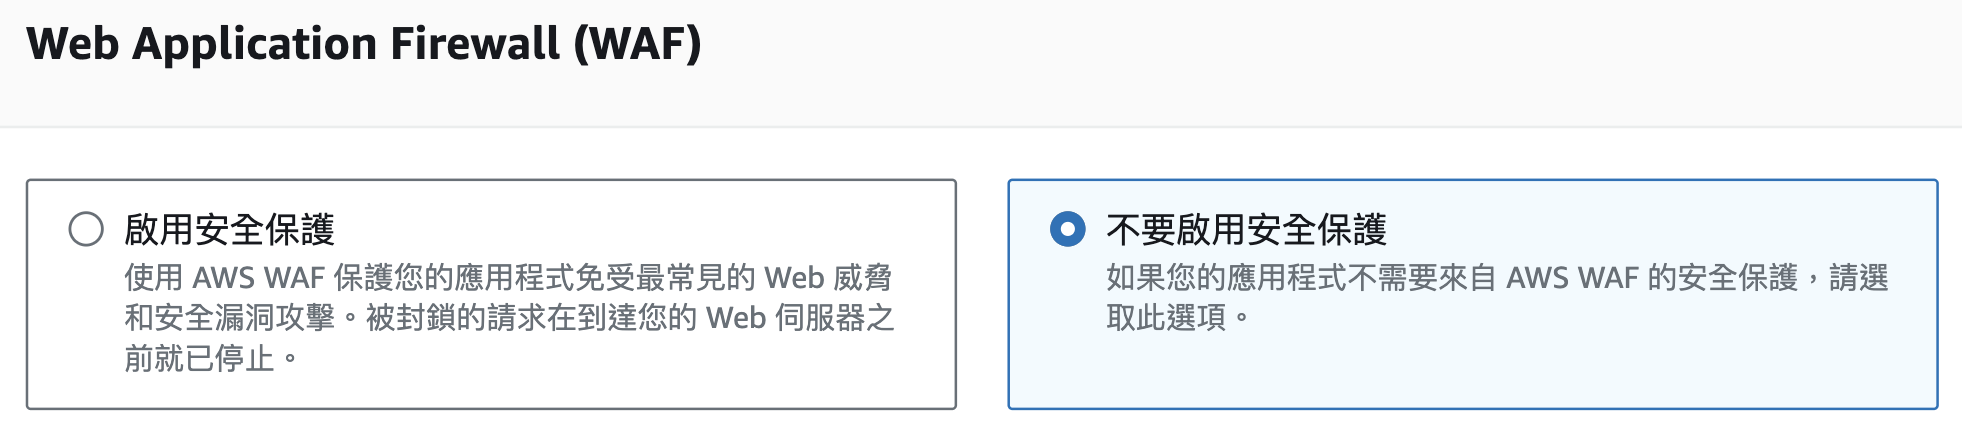 Web Application Firewall (WAF)
啟用安全保護
使用 AWS WAF 保護您的應用程式免受最常見的 Web 威脅
和安全漏洞攻擊。被封鎖的請求在到達您的 Web 伺服器之
前就已停止。
不要啟用安全保護
如果您的應用程式不需要來自 AWS WAF 的安全保護，請選
取此選項。